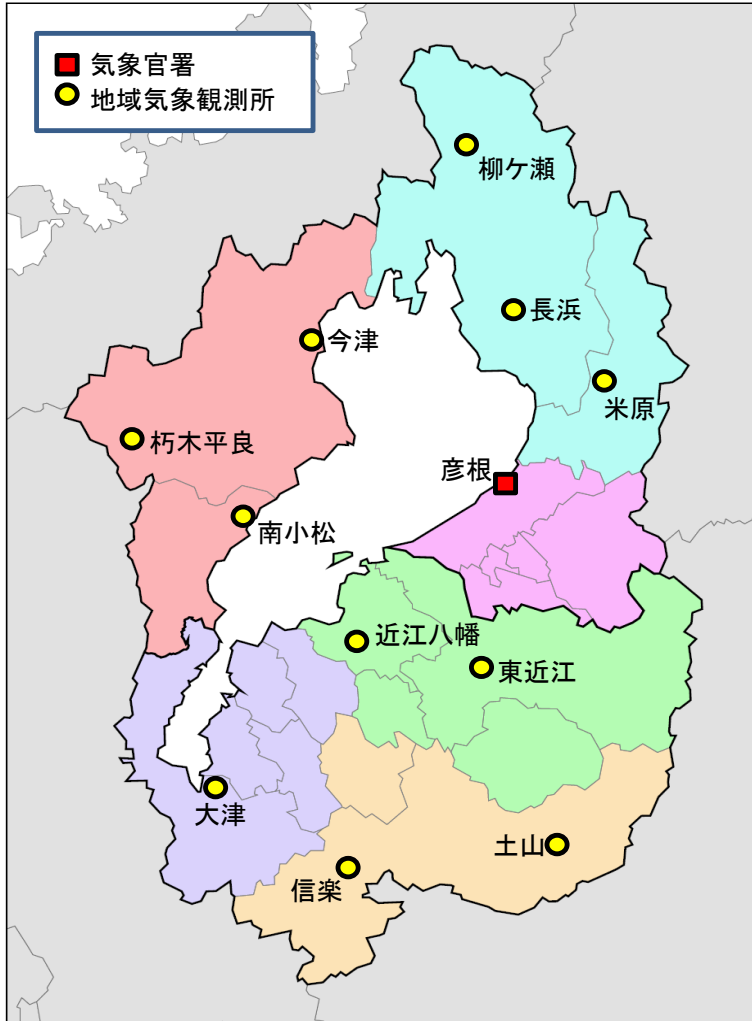 気象官署
地域気象観測所
柳ケ瀬
長浜
今津
米原
朽木平良
彦根
南小松
近江八幡
東近江
大津
土山
信楽